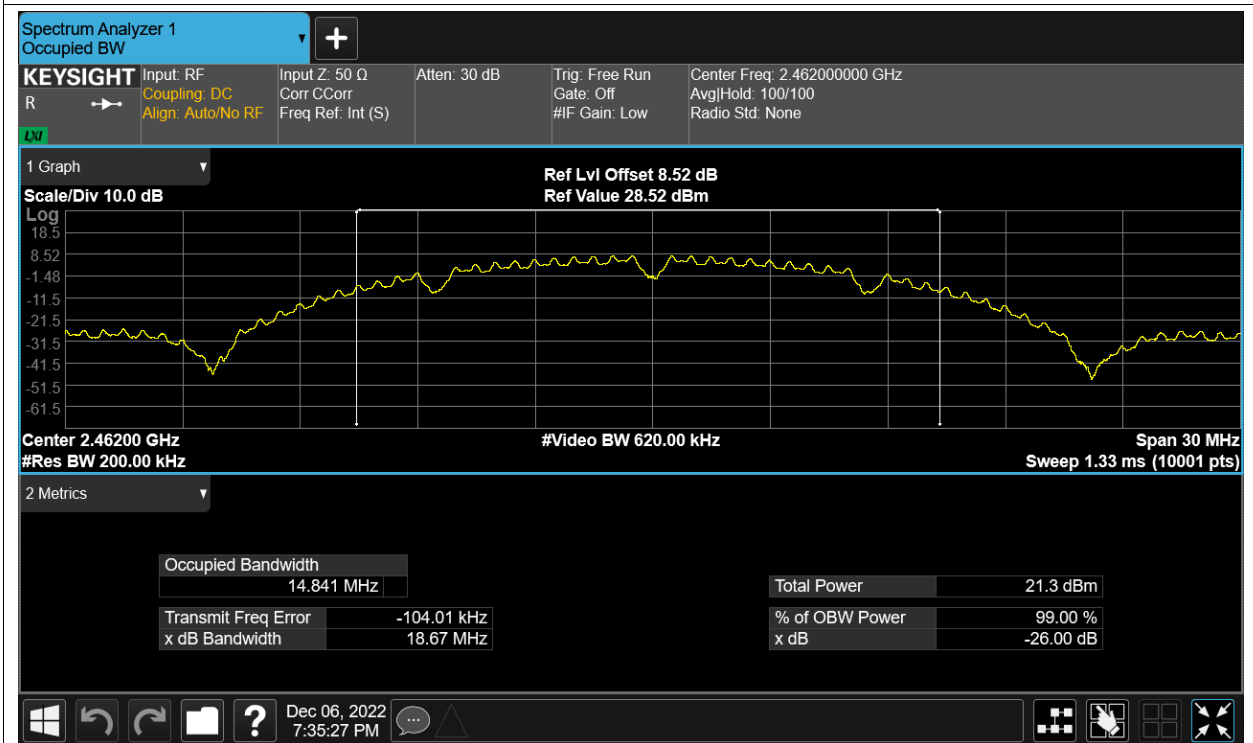 Spectrum Analyzer 1
Occupied BW
+
KEYSIGHT Input: RF Input Z: 50 Ω Atten: 30 dB Trig: Free Run Center Freq: 2.462000000 GHz
R Coupling: DC Corr CCorr Gate: Off Avg|Hold: 100/100
Align: Auto/No RF Freq Ref: Int (S) #IF Gain: Low Radio Std: None
LXI
1 Graph
Ref Lvl Offset 8.52 dB
Scale/Div 10.0 dB Ref Value 28.52 dBm
Log
18.5
8.52
-1.48
-11.5
-21.5
-31.5
-41.5
-51.5
-61.5
Center 2.46200 GHz #Video BW 620.00 kHz Span 30 MHz
#Res BW 200.00 kHz Sweep 1.33 ms (10001 pts)
2 Metrics
Occupied Bandwidth
14.841 MHz Total Power 21.3 dBm
Transmit Freq Error -104.01 kHz % of OBW Power 99.00 %
x dB Bandwidth 18.67 MHz x dB -26.00 dB
? Dec 06, 2022
7:35:27 PM